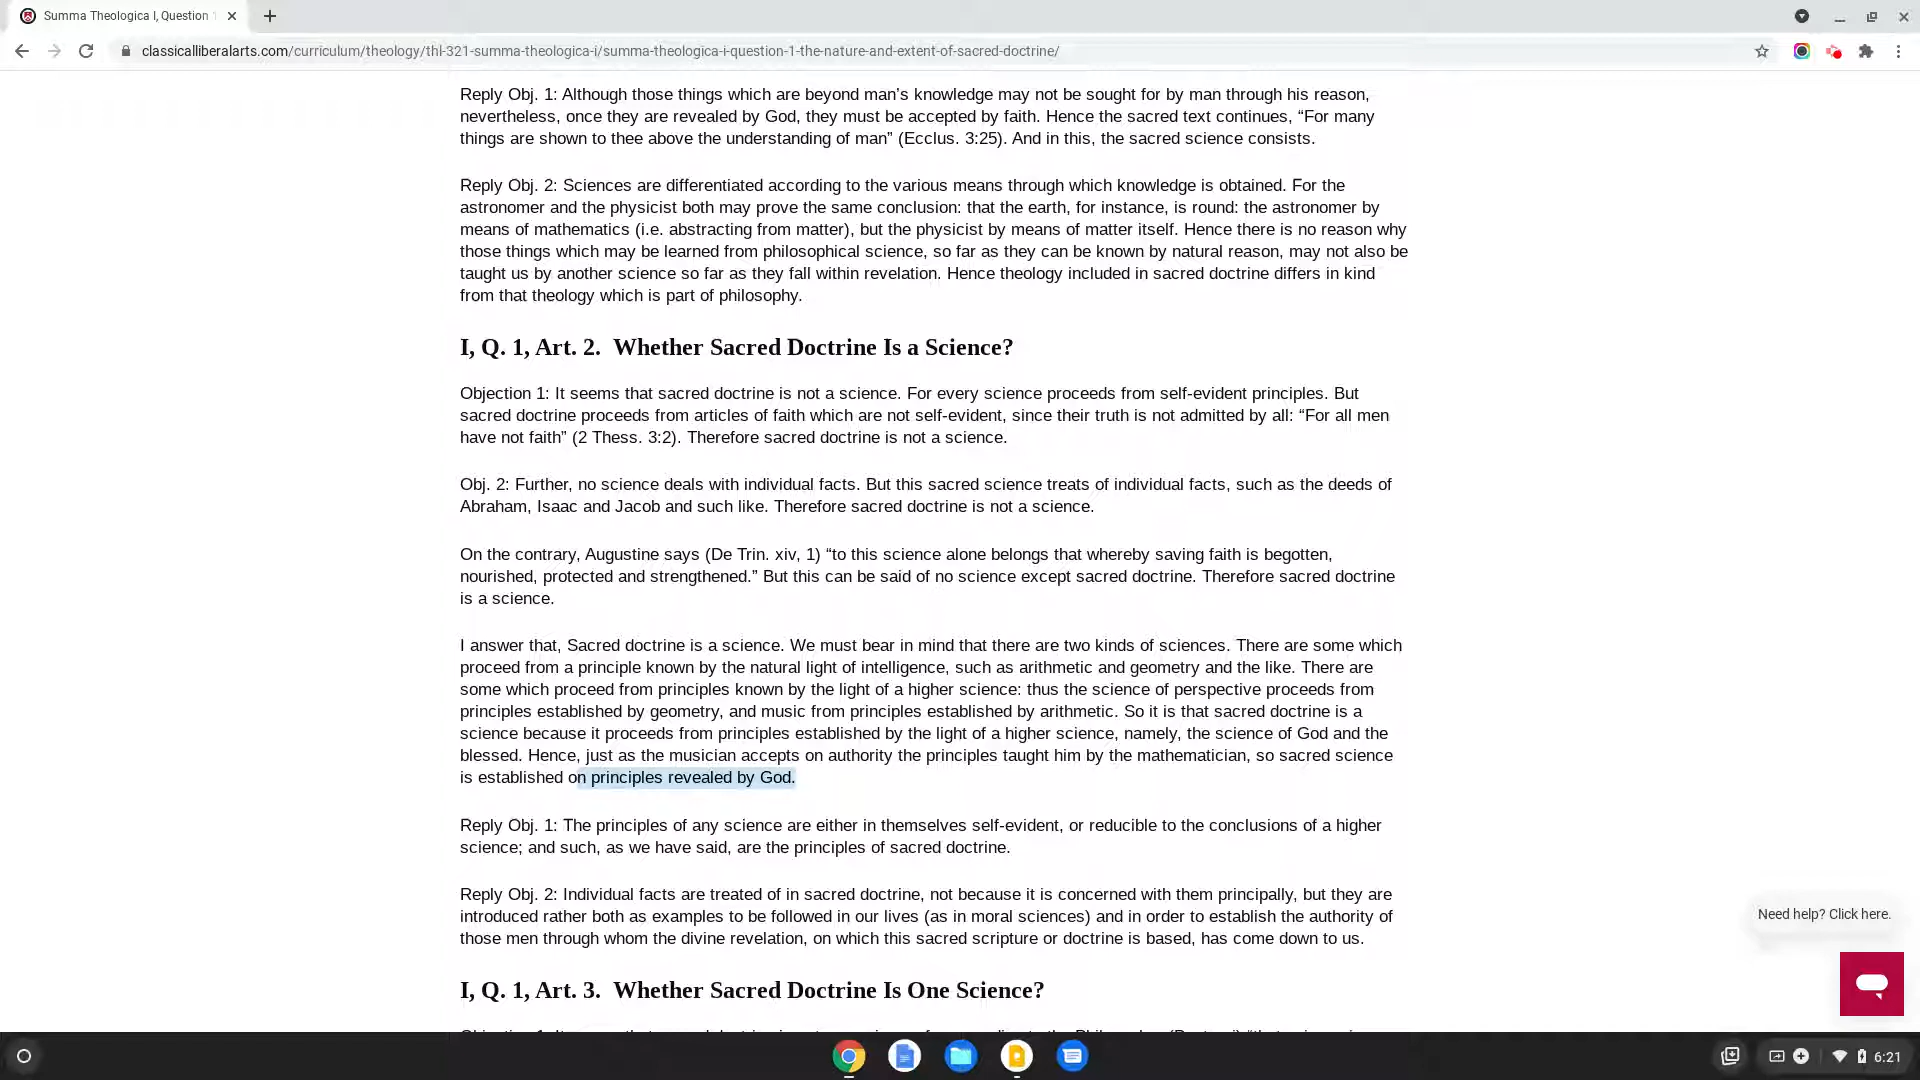 Summa Theologica I, Question 1
classicalliberalarts.com/curriculum/theology/thl-321-summa-theologica-i/summa-theologica-i-question-1-the-nature-and-extent-of-sacred-doctrine/
Reply Obj. 1: Although those things which are beyond man’s knowledge may not be sought for by man through his reason,
nevertheless, once they are revealed by God, they must be accepted by faith. Hence the sacred text continues, “For many
things are shown to thee above the understanding of man” (Ecclus. 3:25). And in this, the sacred science consists.
Reply Obj. 2: Sciences are differentiated according to the various means through which knowledge is obtained. For the
astronomer and the physicist both may prove the same conclusion: that the earth, for instance, is round: the astronomer by
means of mathematics (i.e. abstracting from matter), but the physicist by means of matter itself. Hence there is no reason why
those things which may be learned from philosophical science, so far as they can be known by natural reason, may not also be
taught us by another science so far as they fall within revelation. Hence theology included in sacred doctrine differs in kind
from that theology which is part of philosophy.
I, Q. 1, Art. 2.  Whether Sacred Doctrine Is a Science?
Objection 1: It seems that sacred doctrine is not a science. For every science proceeds from self-evident principles. But
sacred doctrine proceeds from articles of faith which are not self-evident, since their truth is not admitted by all: “For all men
have not faith” (2 Thess. 3:2). Therefore sacred doctrine is not a science.
Obj. 2: Further, no science deals with individual facts. But this sacred science treats of individual facts, such as the deeds of
Abraham, Isaac and Jacob and such like. Therefore sacred doctrine is not a science.
On the contrary, Augustine says (De Trin. xiv, 1) “to this science alone belongs that whereby saving faith is begotten,
nourished, protected and strengthened.” But this can be said of no science except sacred doctrine. Therefore sacred doctrine
is a science.
I answer that, Sacred doctrine is a science. We must bear in mind that there are two kinds of sciences. There are some which
proceed from a principle known by the natural light of intelligence, such as arithmetic and geometry and the like. There are
some which proceed from principles known by the light of a higher science: thus the science of perspective proceeds from
principles established by geometry, and music from principles established by arithmetic. So it is that sacred doctrine is a
science because it proceeds from principles established by the light of a higher science, namely, the science of God and the
blessed. Hence, just as the musician accepts on authority the principles taught him by the mathematician, so sacred science
is established on principles revealed by God.
Reply Obj. 1: The principles of any science are either in themselves self-evident, or reducible to the conclusions of a higher
science; and such, as we have said, are the principles of sacred doctrine.
Reply Obj. 2: Individual facts are treated of in sacred doctrine, not because it is concerned with them principally, but they are
introduced rather both as examples to be followed in our lives (as in moral sciences) and in order to establish the authority of
those men through whom the divine revelation, on which this sacred scripture or doctrine is based, has come down to us.
Need help? Click here.
I, Q. 1, Art. 3.  Whether Sacred Doctrine Is One Science?
6:21